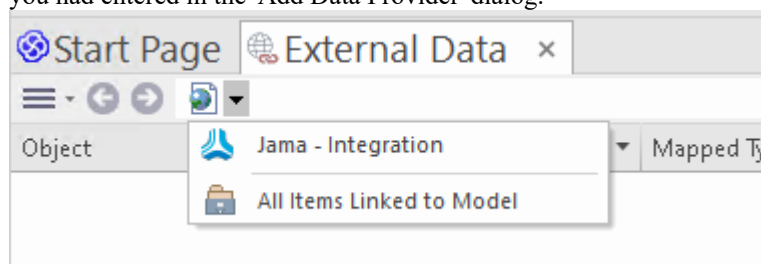 you had entered in the 'Add Data Provider' dialog.
Start Page External Data ×
Jama - Integration
Object Mapped Ty
All Items Linked to Model